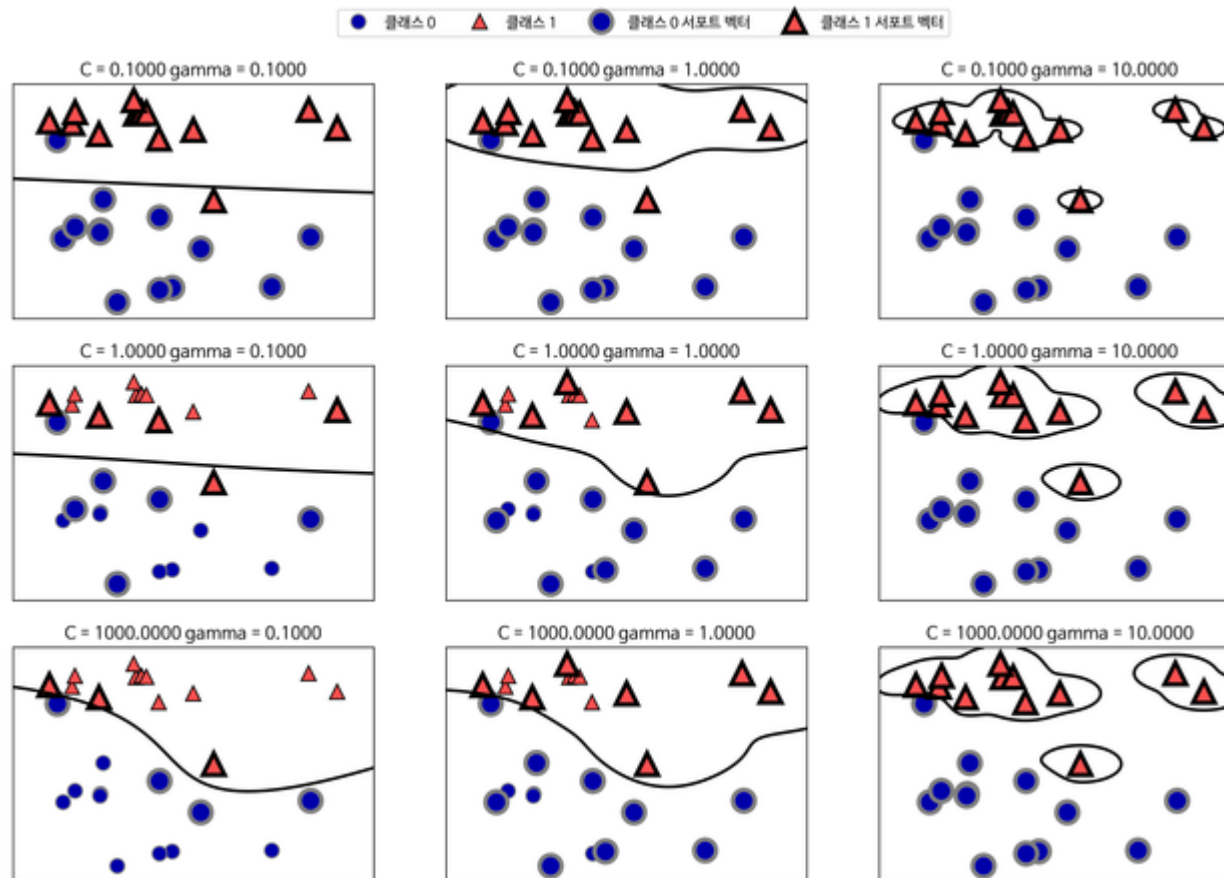 클래스 0 클래스 1 클래스 0 서포트 벡터 클래스 1 서포트 벡터
C = 0.1000 gamma = 0.1000
C = 0.1000 gamma = 1.0000
C = 0.1000 gamma = 10.0000
C = 1.0000 gamma = 0.1000
C = 1.0000 gamma = 1.0000
C = 1.0000 gamma = 10.0000
C = 1000.0000 gamma = 0.1000
C = 1000.0000 gamma = 1.0000
C = 1000.0000 gamma = 10.0000